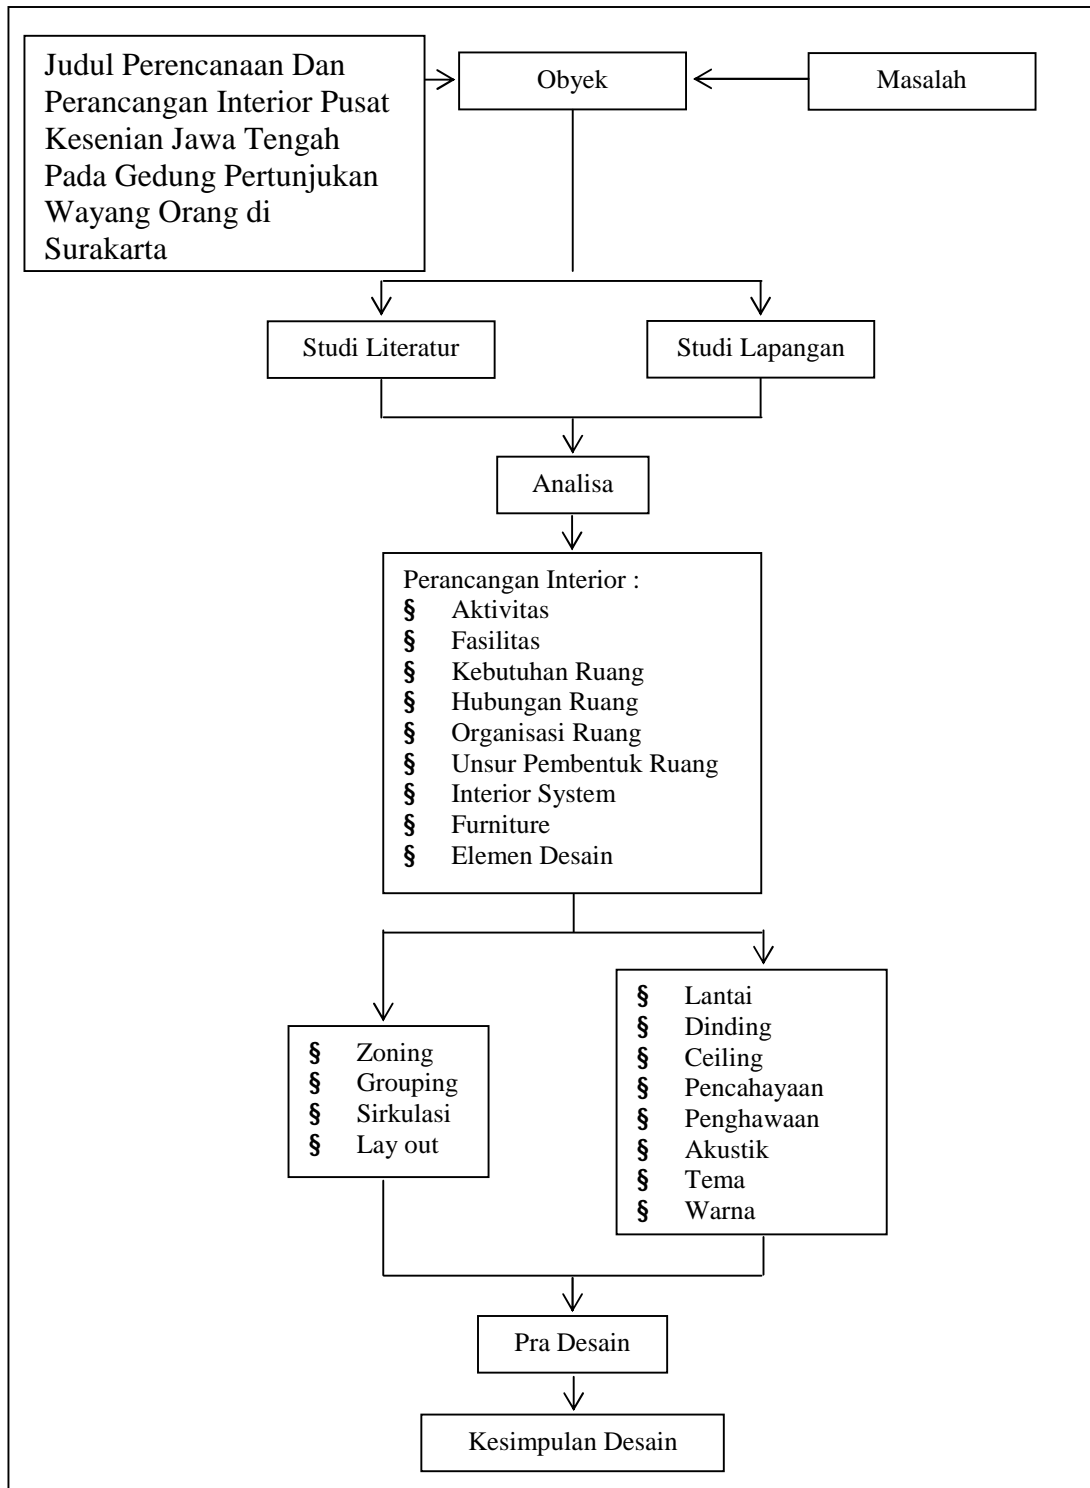 Judul Perencanaan Dan
Perancangan Interior Pusat
Kesenian Jawa Tengah
Pada Gedung Pertunjukan
Wayang Orang di
Surakarta
Obyek
Masalah
Studi Literatur
Studi Lapangan
Analisa
Perancangan Interior :
§ Aktivitas
§ Fasilitas
§ Kebutuhan Ruang
§ Hubungan Ruang
§ Organisasi Ruang
§ Unsur Pembentuk Ruang
§ Interior System
§ Furniture
§ Elemen Desain
§ Zoning
§ Grouping
§ Sirkulasi
§ Lay out
§ Lantai
§ Dinding
§ Ceiling
§ Pencahayaan
§ Penghawaan
§ Akustik
§ Tema
§ Warna
Pra Desain
Kesimpulan Desain